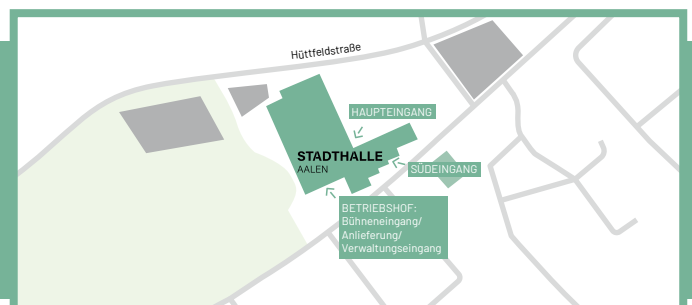 Hüttfeldstraße
HAUPTEINGANG
STADTHALLE
AALEN
SÜDEINGANG
BETRIEBSHOF:
Bühneneingang/
Anlieferung/
Verwaltungseingang